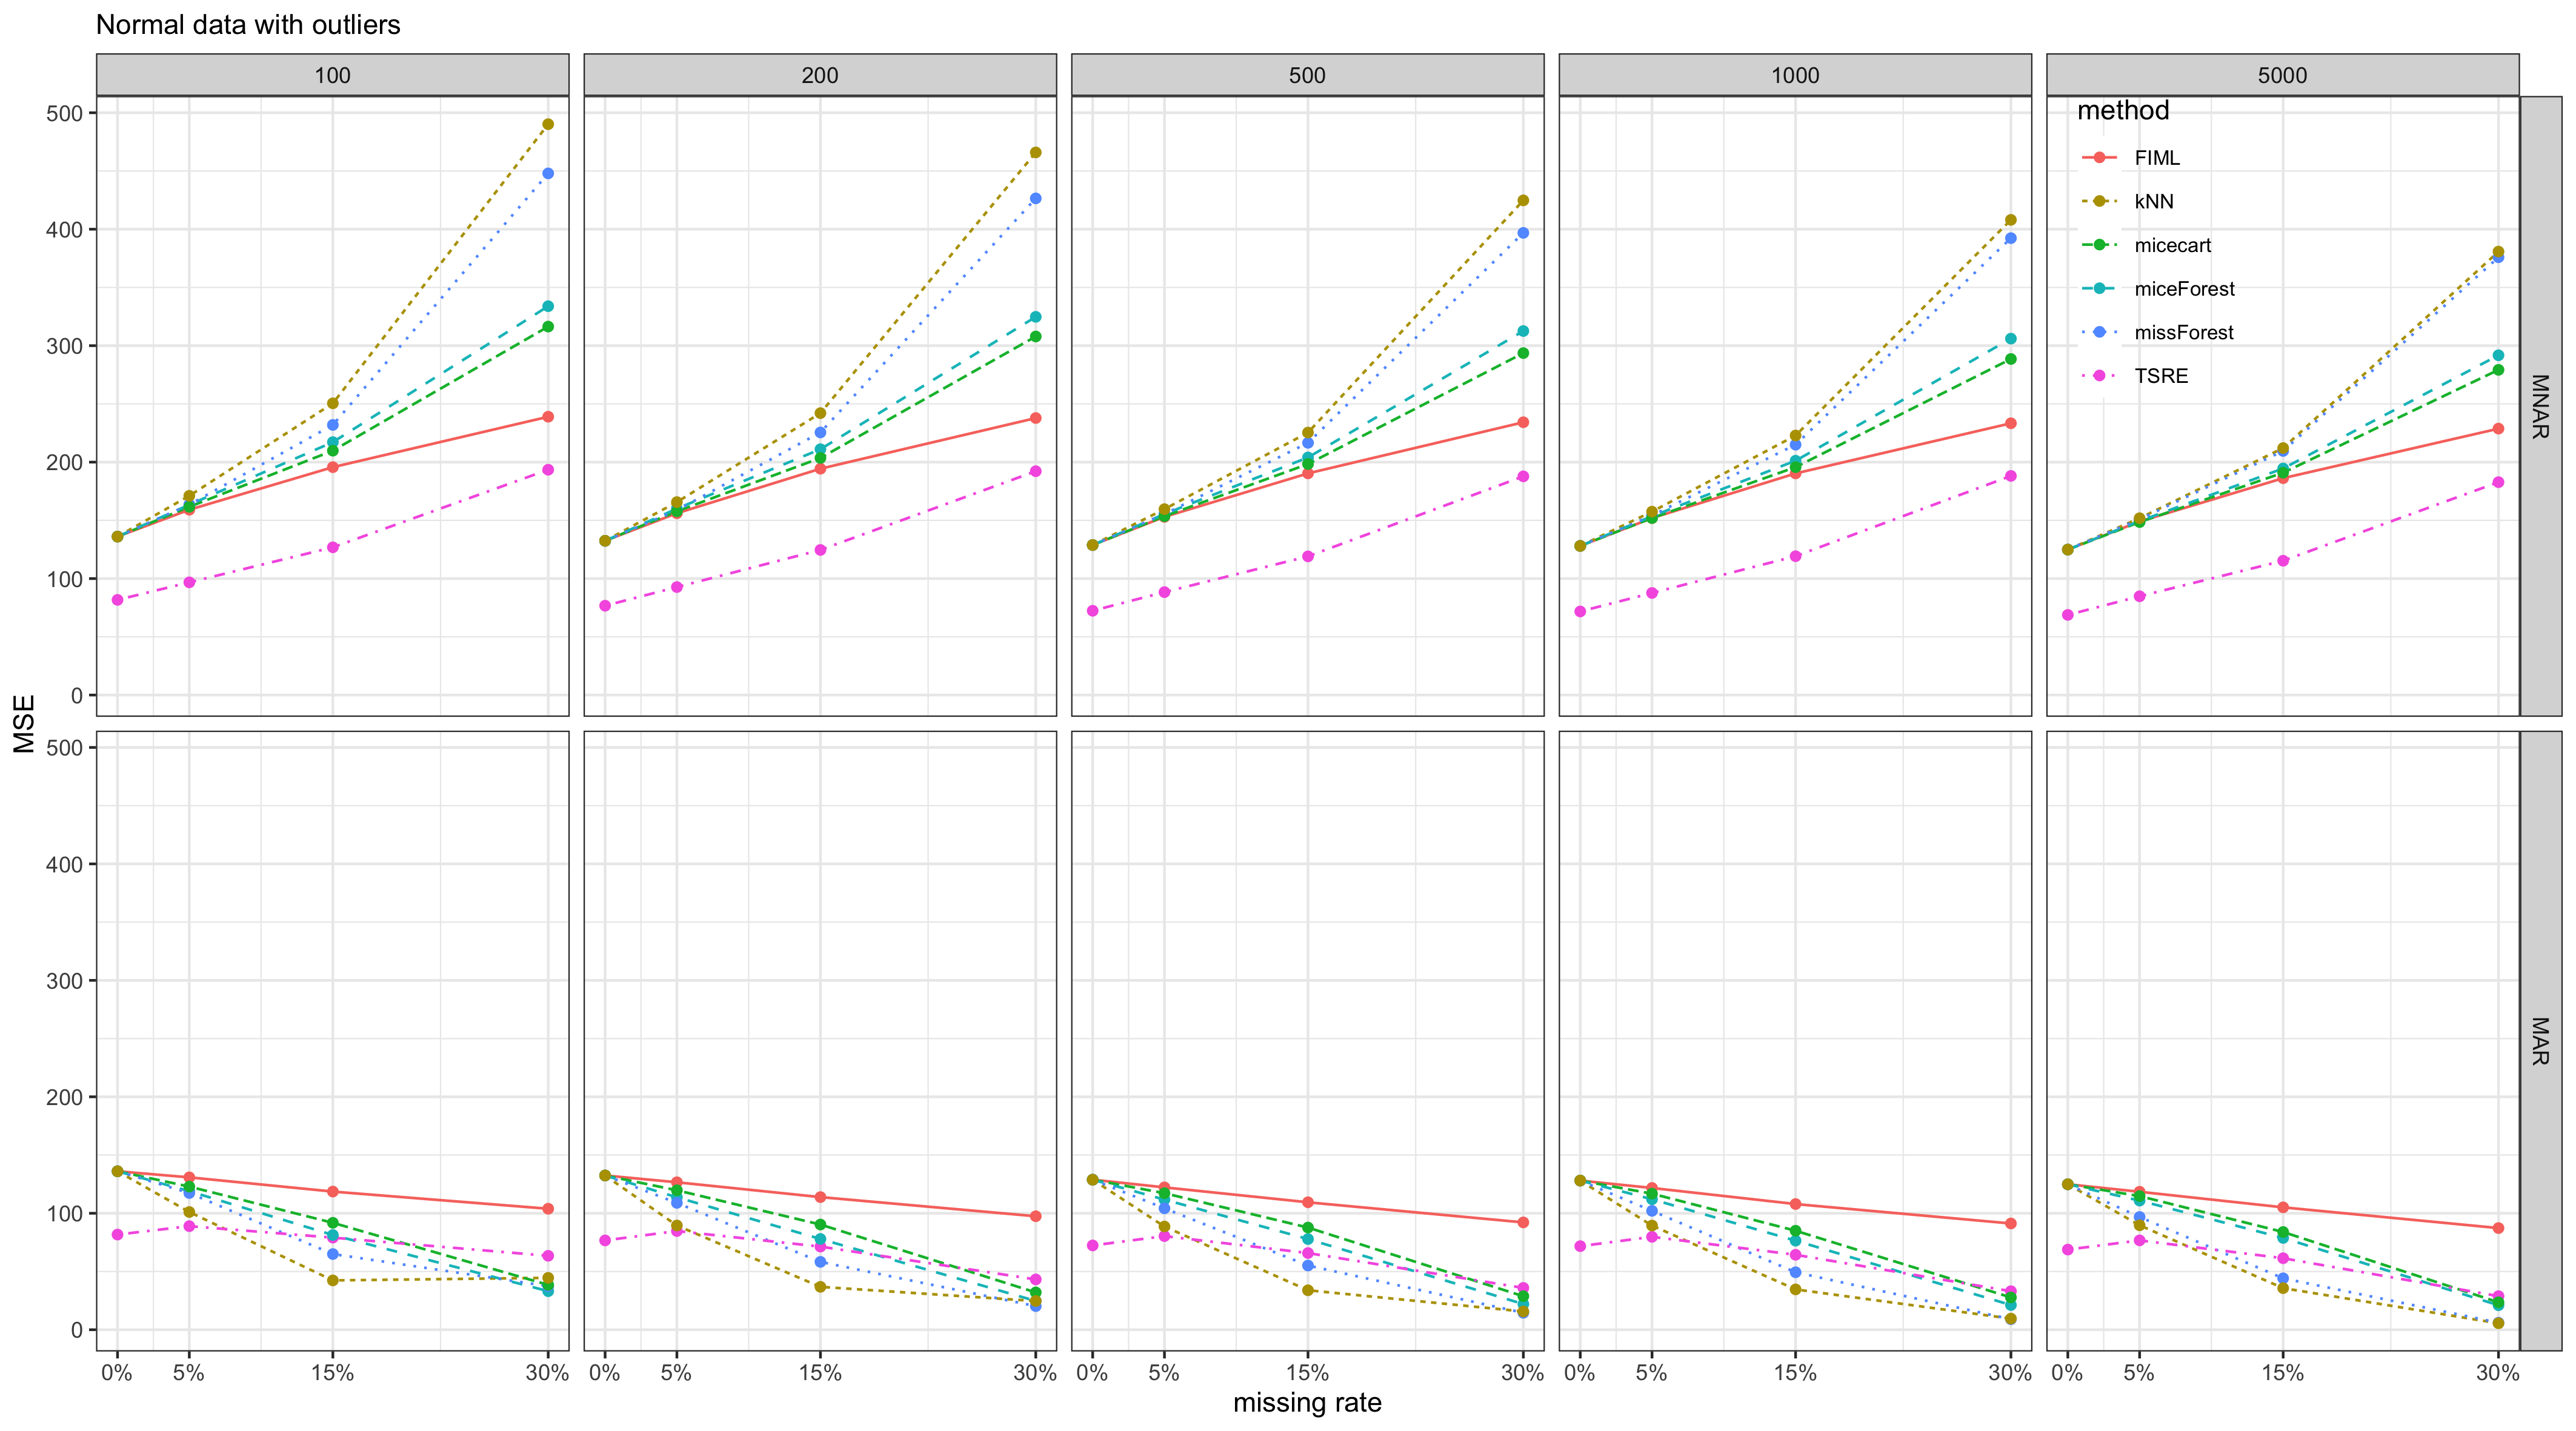 Normal data with outliers
100 200 500 1000 5000
500
400
300
200
100
0
method
FIML
kNN
micecart
miceForest
missForest
TSRE
MNAR
MSE
500
400
300
200
100
0
MAR
0% 5% 15% 30% 0% 5% 15% 30% 0% 5% 15% 30% 0% 5% 15% 30% 0% 5% 15% 30%
missing rate